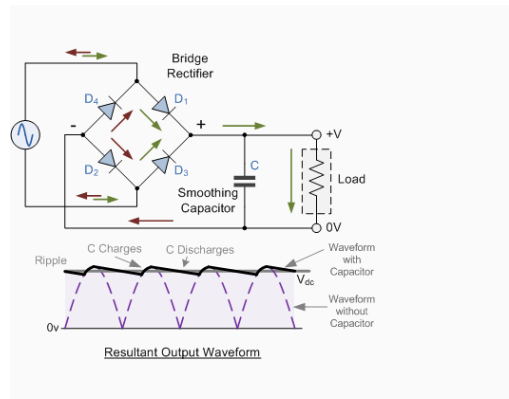 Bridge
Rectifier
D4
D1
-
+
D2
D3
+V
C
Load
Smoothing
Capacitor
0V
C Charges
C Discharges
Waveform
with
Capacitor
Ripple
Vdc
Waveform
without
Capacitor
0v
Resultant Output Waveform